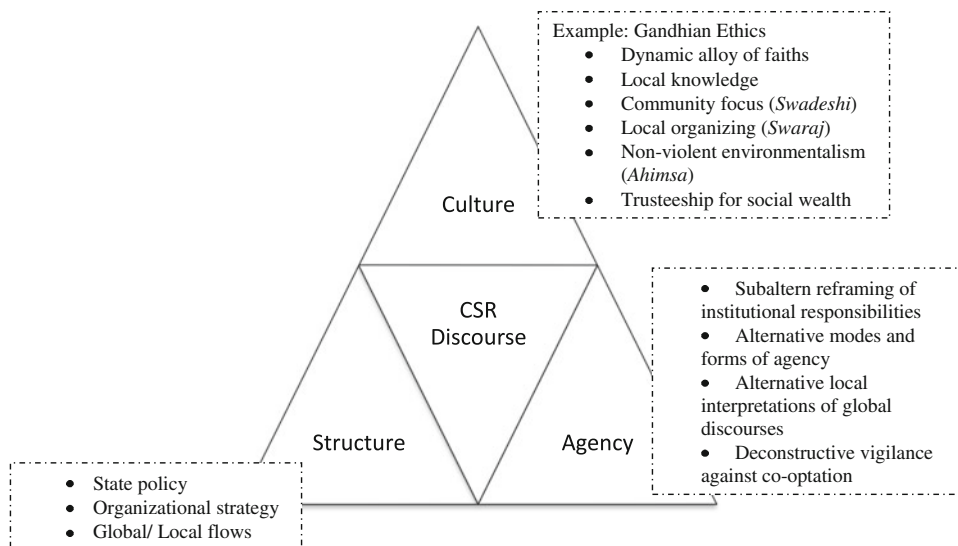 Example: Gandhian Ethics
• Dynamic alloy of faiths
• Local knowledge
• Community focus (Swadeshi)
• Local organizing (Swaraj)
• Non-violent environmentalism
(Ahimsa)
• Trusteeship for social wealth
Culture
CSR
Discourse
• Subaltern reframing of
institutional responsibilities
• Alternative modes and
forms of agency
• Alternative local
interpretations of global
discourses
• Deconstructive vigilance
against co-optation
Structure
Agency
• State policy
• Organizational strategy
• Global/ Local flows